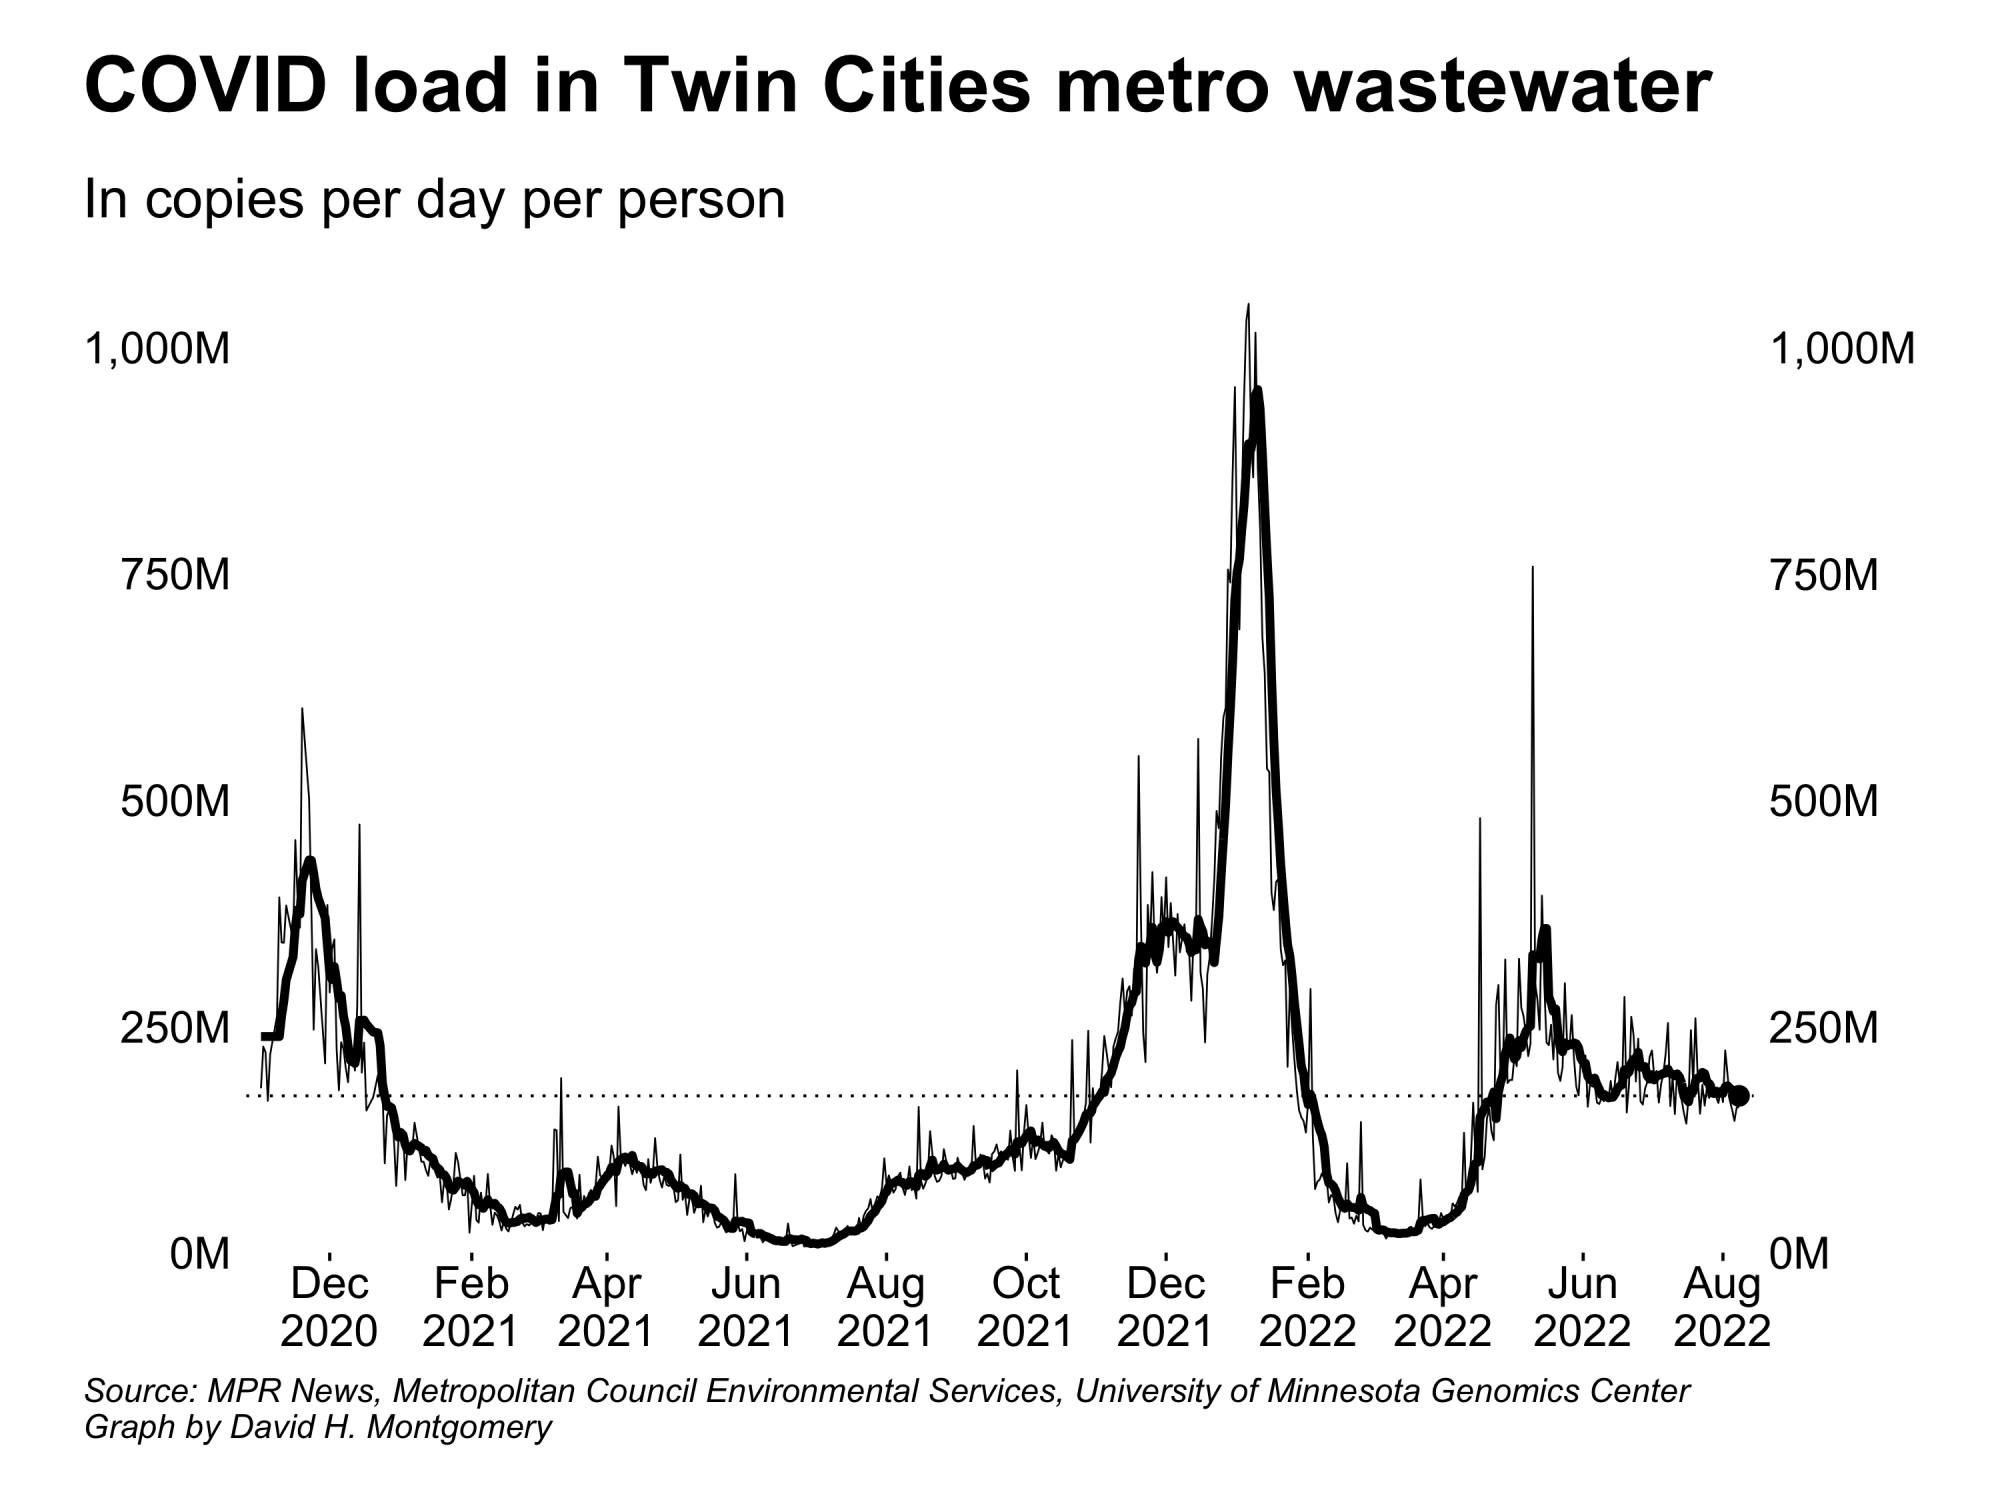 COVID load in Twin Cities metro wastewater
In copies per day per person
1,000M 1,000M
750M 750M
500M 500M
250M 250M
0M 0M
Dec Feb Apr Jun Aug Oct Dec Feb Apr Jun Aug
2020 2021 2021 2021 2021 2021 2021 2022 2022 2022 2022
Source: MPR News, Metropolitan Council Environmental Services, University of Minnesota Genomics Center
Graph by David H. Montgomery